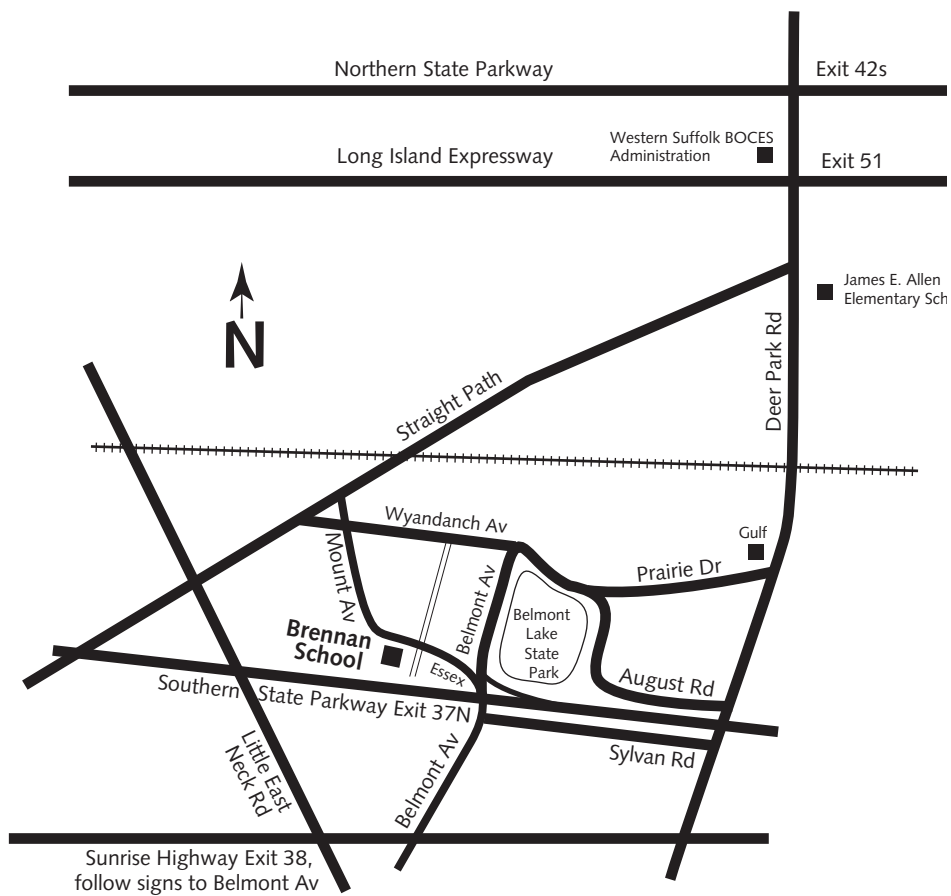 Northern State Parkway
Exit 42s
Western Suffolk BOCES
Administration
Long Island Expressway
Exit 51
James E. Allen
Elementary Sch
N
Deer Park Rd
Straight Path
Wyandanch Av
Gulf
Mount Av
Prairie Dr
Belmont Av
Belmont
Lake
State
Park
Brennan
School
Essex
August Rd
Southern State Parkway Exit 37N
Sylvan Rd
Little East
Neck Rd
Belmont Av
Sunrise Highway Exit 38,
follow signs to Belmont Av